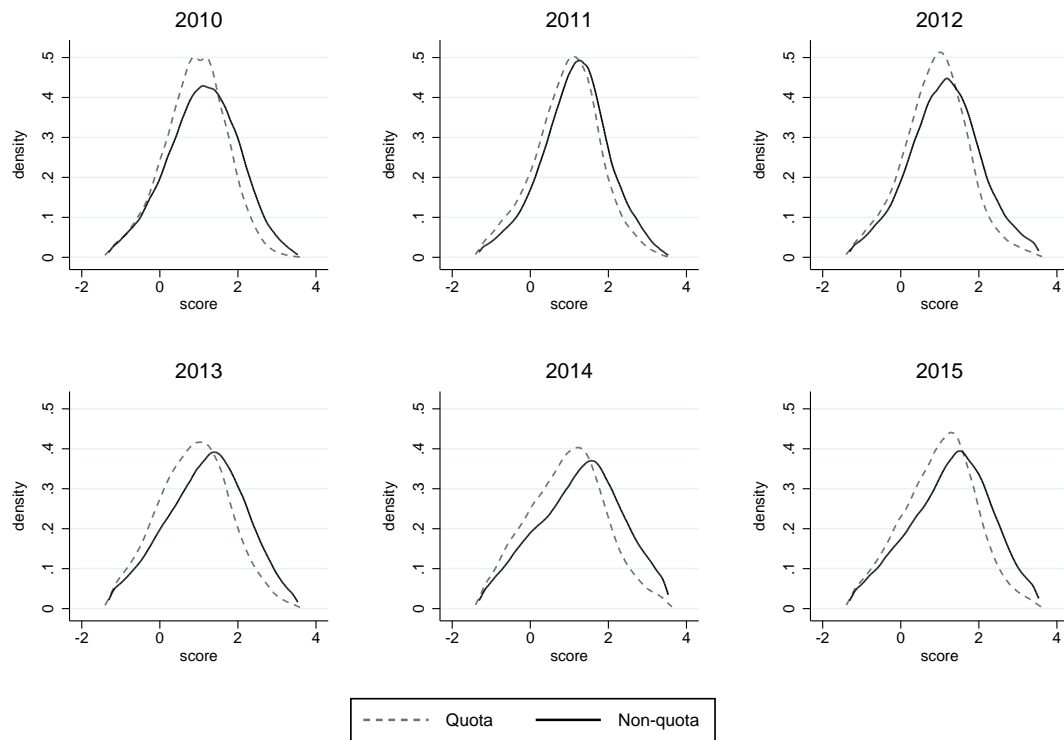 2010
2011
2012
density
0 .1 .2 .3 .4 .5
-2 0 2 4
score
density
0 .1 .2 .3 .4 .5
-2 0 2 4
score
density
0 .1 .2 .3 .4 .5
-2 0 2 4
score
2013
2014
2015
density
0 .1 .2 .3 .4 .5
-2 0 2 4
score
density
0 .1 .2 .3 .4 .5
-2 0 2 4
score
density
0 .1 .2 .3 .4 .5
-2 0 2 4
score
Quota Non-quota